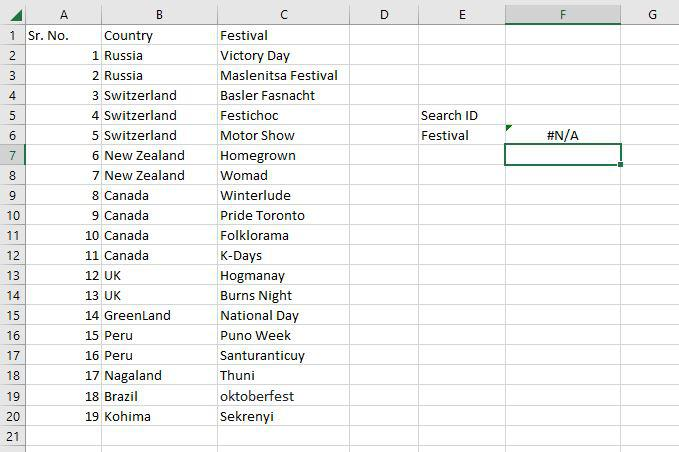 A B C D E F G
1 Sr. No. Country Festival
2 1 Russia Victory Day
3 2 Russia Maslenitsa Festival
4 3 Switzerland Basler Fasnacht
5 4 Switzerland Festichoc Search ID
6 5 Switzerland Motor Show Festival #N/A
7 6 New Zealand Homegrown
8 7 New Zealand Womad
9 8 Canada Winterlude
10 9 Canada Pride Toronto
11 10 Canada Folklorama
12 11 Canada K-Days
13 12 UK Hogmanay
14 13 UK Burns Night
15 14 GreenLand National Day
16 15 Peru Puno Week
17 16 Peru Santuranticuy
18 17 Nagaland Thuni
19 18 Brazil oktoberfest
20 19 Kohima Sekrenyi
21